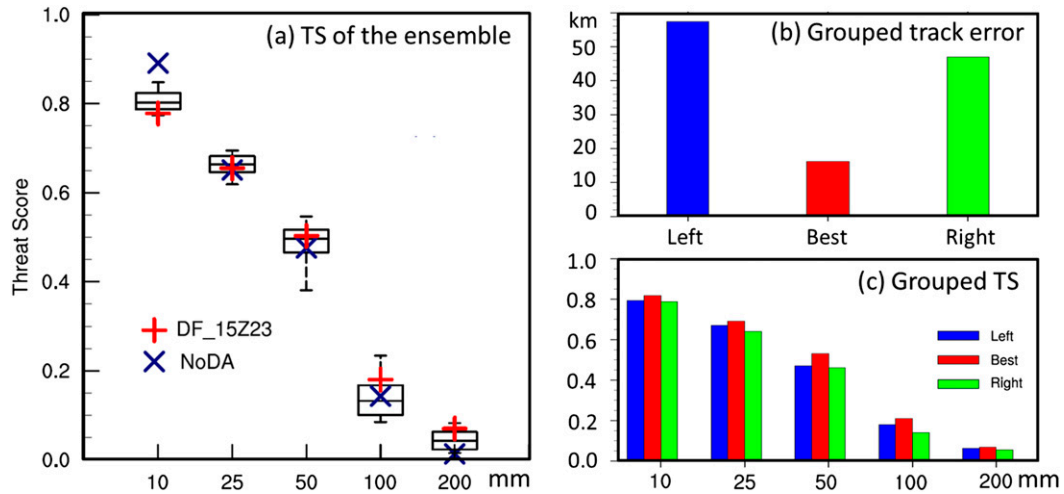 (a) TS of the ensemble
Threat Score
1.0
0.8
0.6
0.4
0.2
0.0
DF_15Z23
NoDA
10 25 50 100 200 mm
(b) Grouped track error
km
50
40
30
20
10
0
Left Best Right
(c) Grouped TS
1.0
0.8
0.6
0.4
0.2
0.0
Left
Best
Right
10 25 50 100 200 mm